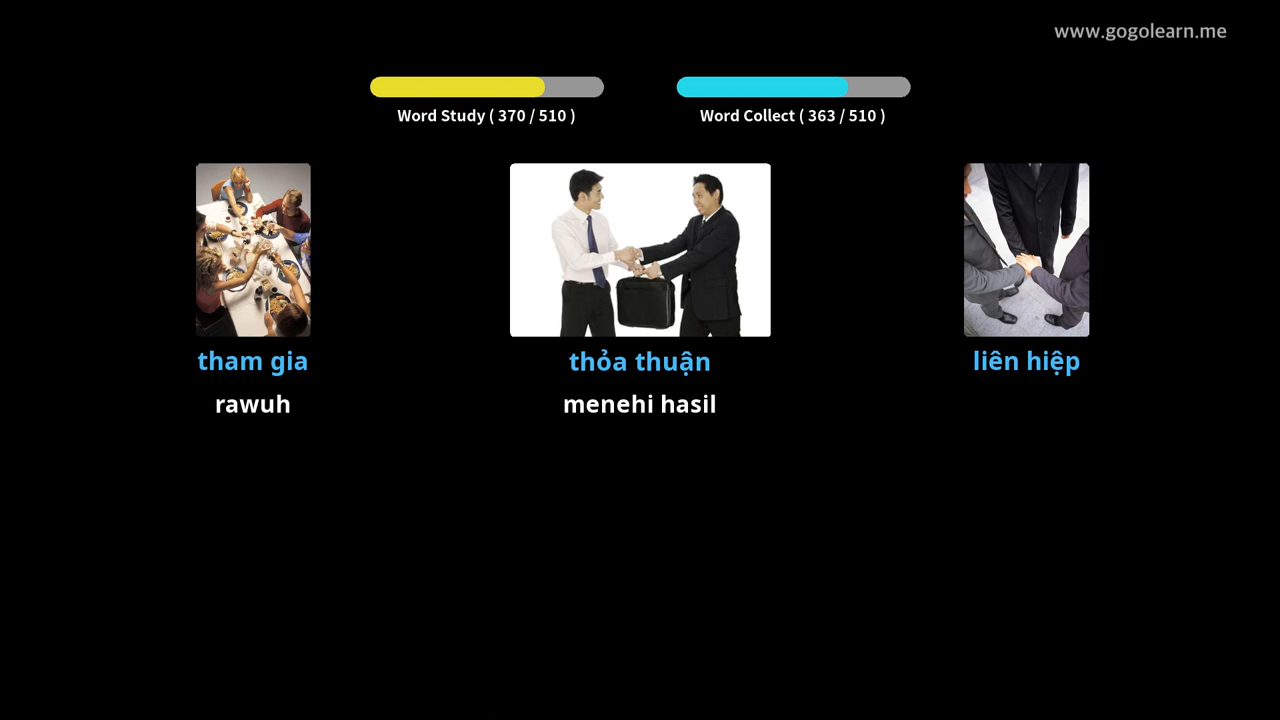 www.gogolearn.me
Word Study ( 370 / 510 )
Word Collect ( 363 / 510 )
tham gia
thỏa thuận
liên hiệp
rawuh
menehi hasil